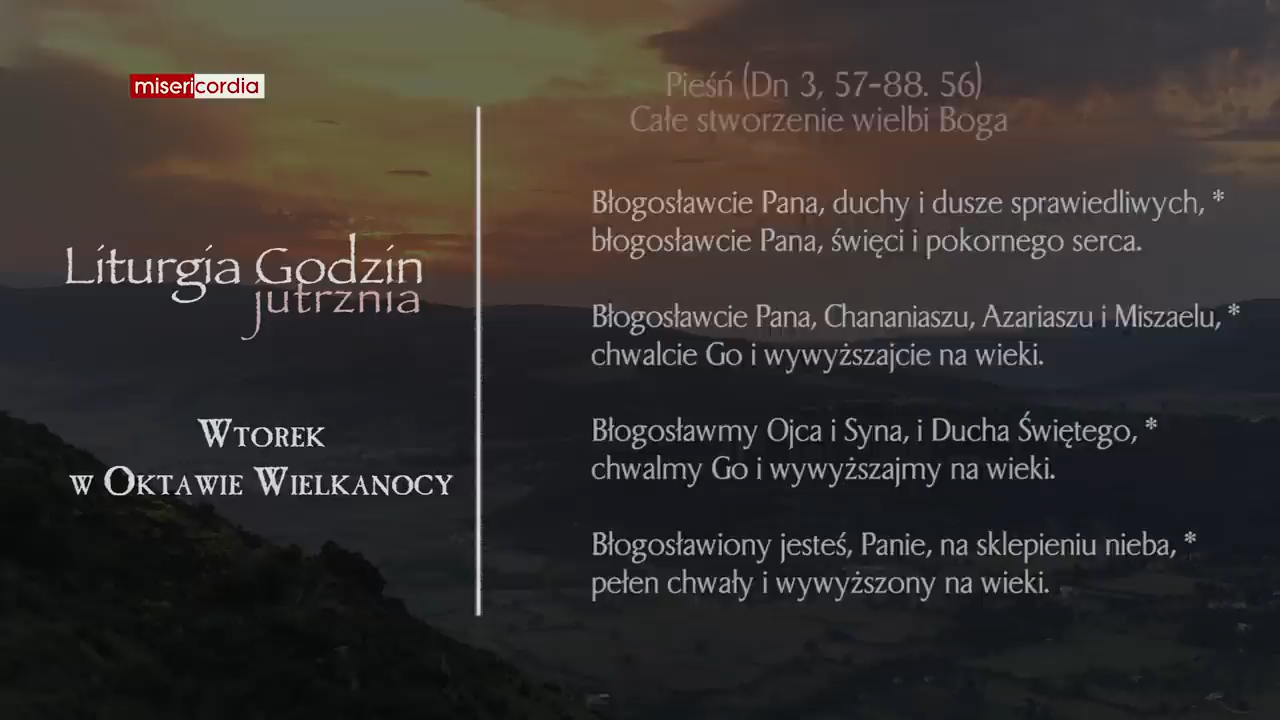 misericordia
Liturgia Godzin
jutrznia
Wtorek
w Oktawie Wielkanocy
Pieśń (Dn 3, 57-88. 56)
Całe stworzenie wielbi Boga
Błogosławcie Pana, duchy i dusze sprawiedliwych, *
błogosławcie Pana, święci i pokornego serca.
Błogosławcie Pana, Chananiaszu, Azariaszu i Miszaelu, *
chwalcie Go i wywyższajcie na wieki.
Błogosławmy Ojca i Syna, i Ducha Świętego, *
chwalmy Go i wywyższajmy na wieki.
Błogosławiony jesteś, Panie, na sklepieniu nieba, *
pełen chwały i wywyższony na wieki.